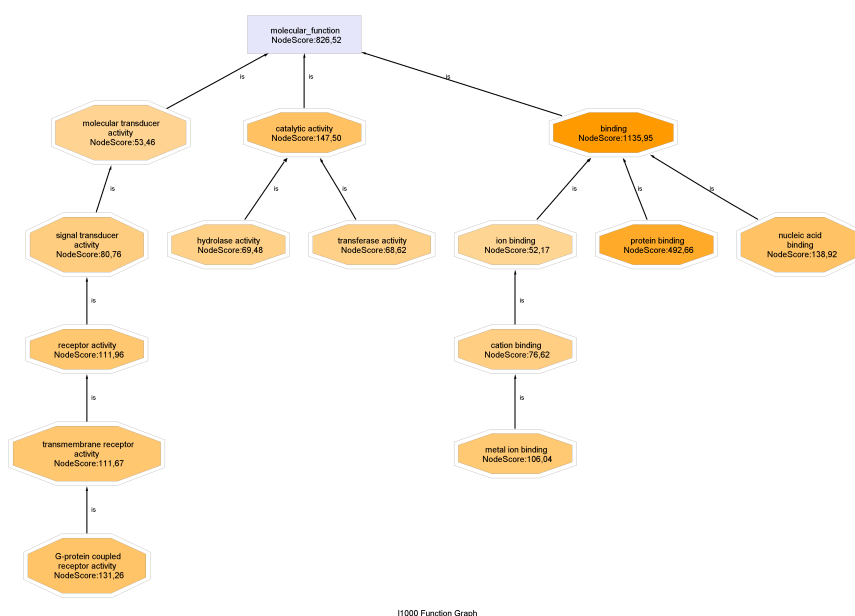 molecular_function
NodeScore:826,52
is
is
is
molecular transducer
activity
NodeScore:53,46
catalytic activity
NodeScore:147,50
binding
NodeScore:1135,95
is
is
is
is
is
is
signal transducer
activity
NodeScore:80,76
hydrolase activity
NodeScore:69,48
transferase activity
NodeScore:68,62
ion binding
NodeScore:52,17
protein binding
NodeScore:492,66
nucleic acid
binding
NodeScore:138,92
is
is
receptor activity
NodeScore:111,96
cation binding
NodeScore:76,62
is
is
transmembrane receptor
activity
NodeScore:111,67
metal ion binding
NodeScore:106,04
is
G-protein coupled
receptor activity
NodeScore:131,26
I1000 Function Graph